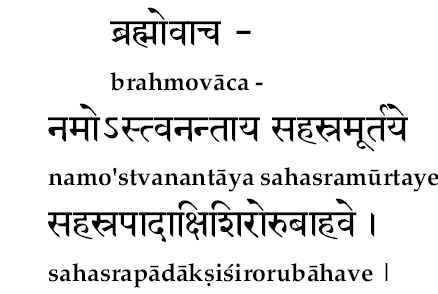 ब्रह्मोवाच -
brahmovāca -
नमोऽस्त्वनन्ताय सहस्रमूर्तये
namo'stvanantāya sahasramūrtaye
सहस्रपादाक्षिशिरोरुबाहवे ।
sahasrapādākṣiśirorubāhave |